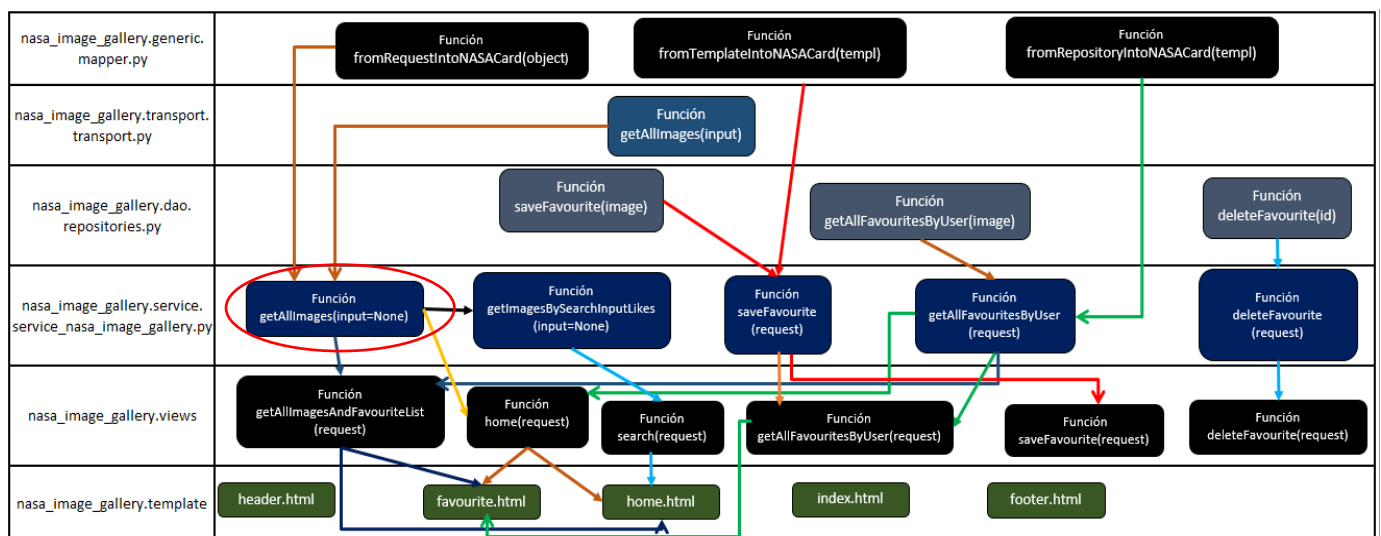 nasa_image_gallery.generic.
mapper.py
Función
fromRequestIntoNASACard(object)
Función
fromTemplateIntoNASACard(templ)
Función
fromRepositoryIntoNASACard(templ)
nasa_image_gallery.transport.
transport.py
Función
getAllImages(input)
nasa_image_gallery.dao.
repositories.py
Función
saveFavourite(image)
Función
getAllFavouritesByUser(image)
Función
deleteFavourite(id)
nasa_image_gallery.service.
service_nasa_image_gallery.py
Función
getAllImages(input=None)
Función
getImagesBySearchInputLikes
(input=None)
Función
saveFavourite
(request)
Función
getAllFavouritesByUser
(request)
Función
deleteFavourite
(request)
nasa_image_gallery.views
Función
getAllImagesAndFavouriteList
(request)
Función
home(request)
Función
search(request)
Función
getAllFavouritesByUser(request)
Función
saveFavourite(request)
Función
deleteFavourite(request)
nasa_image_gallery.template
header.html
favourite.html
home.html
index.html
footer.html